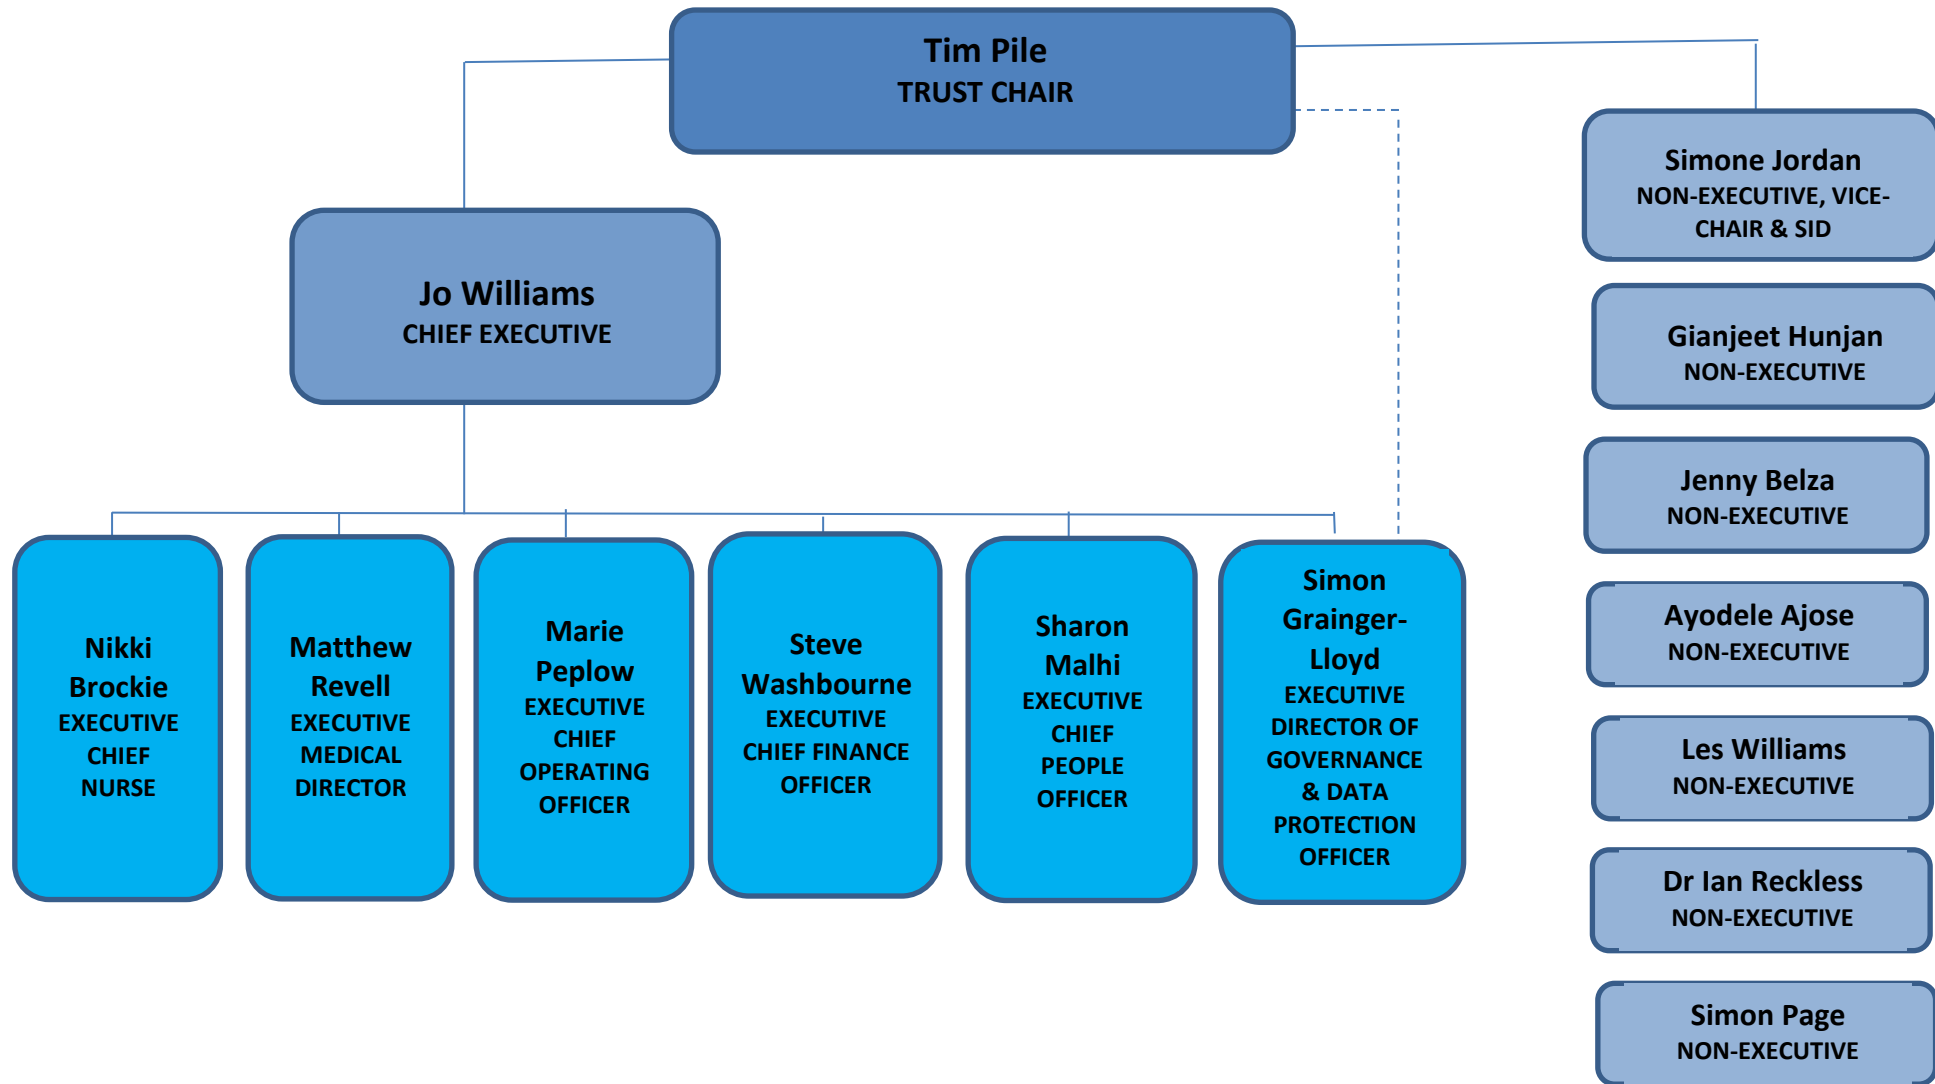 Tim Pile
TRUST CHAIR
Jo Williams
CHIEF EXECUTIVE
Nikki
Brockie
EXECUTIVE
CHIEF
NURSE
Matthew
Revell
EXECUTIVE
MEDICAL
DIRECTOR
Marie
Peplow
EXECUTIVE
CHIEF
OPERATING
OFFICER
Steve
Washbourne
EXECUTIVE
CHIEF FINANCE
OFFICER
Sharon
Malhi
EXECUTIVE
CHIEF
PEOPLE
OFFICER
Simon
Grainger-
Lloyd
EXECUTIVE
DIRECTOR OF
GOVERNANCE
& DATA
PROTECTION
OFFICER
Simone Jordan
NON-EXECUTIVE, VICE-
CHAIR & SID
Gianjeet Hunjan
NON-EXECUTIVE
Jenny Belza
NON-EXECUTIVE
Ayodele Ajose
NON-EXECUTIVE
Les Williams
NON-EXECUTIVE
Dr Ian Reckless
NON-EXECUTIVE
Simon Page
NON-EXECUTIVE